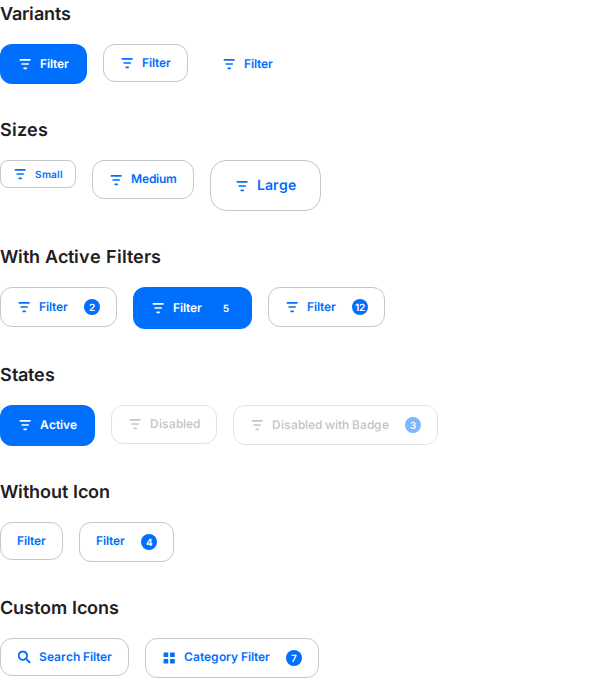 Variants
Filter Filter Filter
Sizes
Small Medium Large
With Active Filters
Filter 2 Filter 5 Filter 12
States
Active Disabled Disabled with Badge 3
Without Icon
Filter Filter 4
Custom Icons
Search Filter Category Filter 7